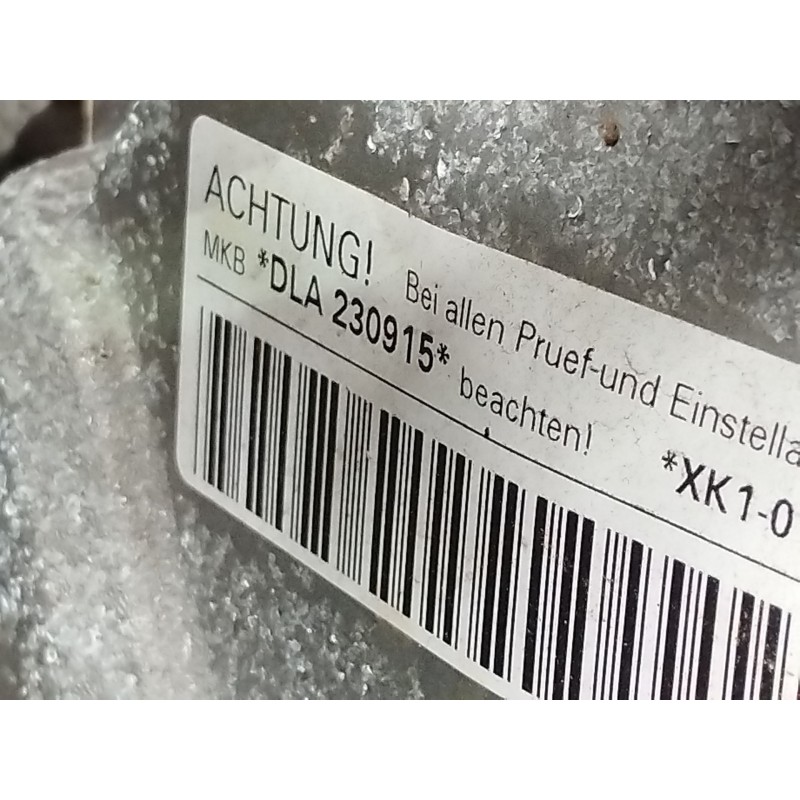 ACHTUNG! Bei allen Pruef-und Einstella
MKB *DLA 230915* beachten! *XK1-0